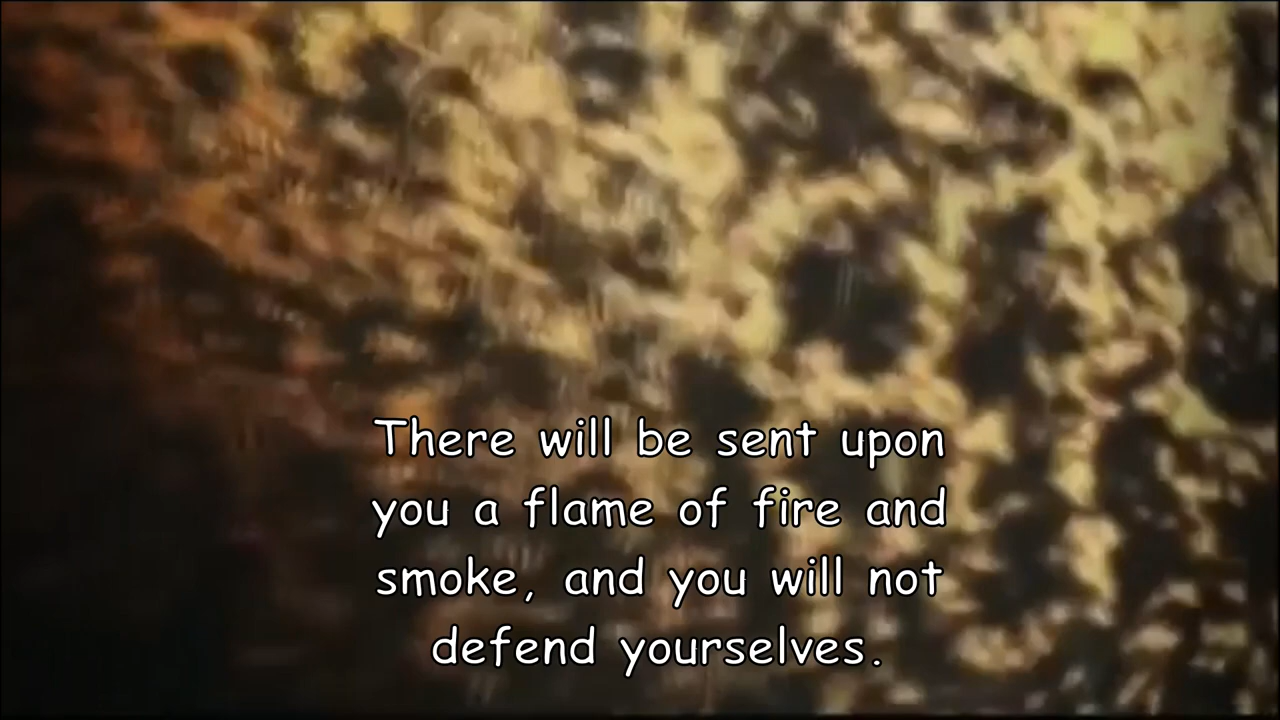 There will be sent upon
you a flame of fire and
smoke, and you will not
defend yourselves.